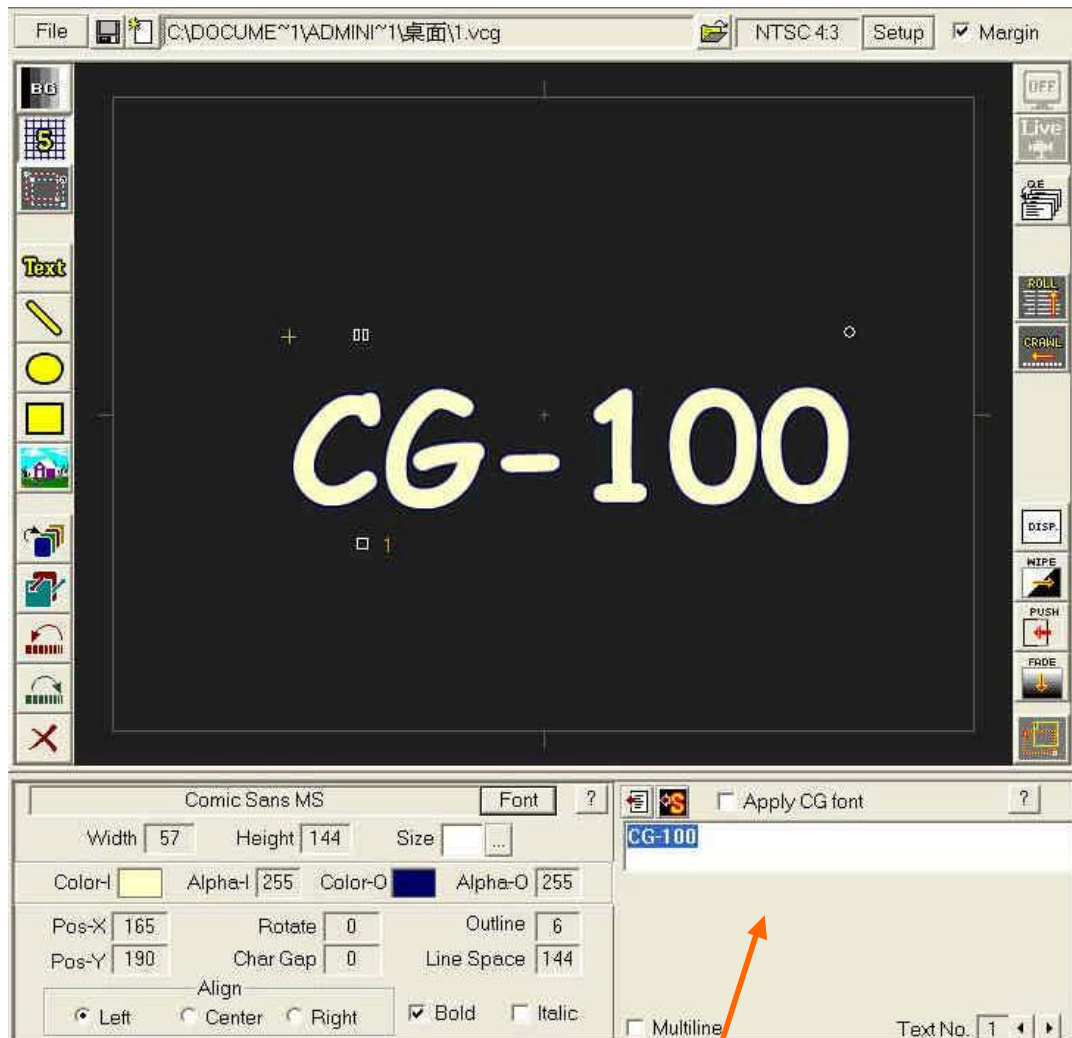 File C:\DOCUME~1\ADMINI~1\桌面\1.vcg NTSC 4:3 Setup Margin
BG
OFF
5
Live
QE
Text
ROLL
CRAWL
CG-100
1
DISP.
WIPE
PUSH
FADE
Comic Sans MS Font ? Apply CG font ?
Width 57 Height 144 Size ... CG-100
Color-I Alpha-I 255 Color-O Alpha-O 255
Pos-X 165 Rotate 0 Outline 6
Pos-Y 190 Char Gap 0 Line Space 144
Align
Left Center Right Bold Italic
Multiline Text No. 1